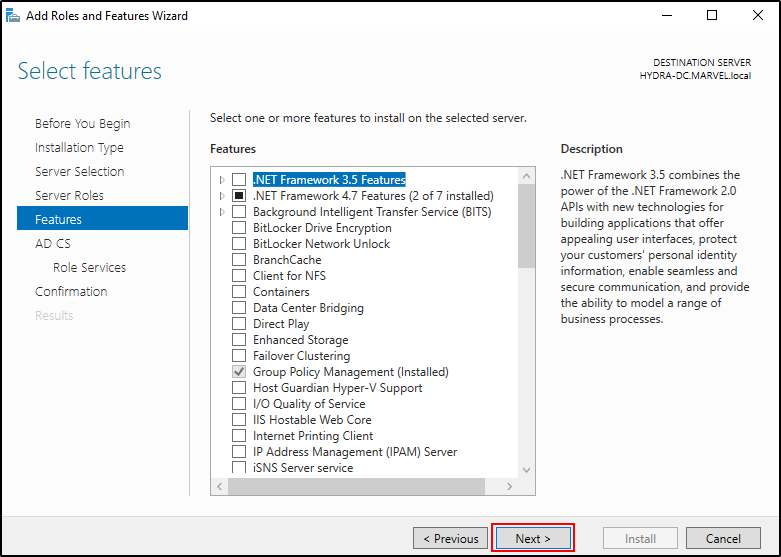 Add Roles and Features Wizard
Select features
DESTINATION SERVER
HYDRA-DC.MARVEL.local
Before You Begin
Installation Type
Server Selection
Server Roles
Features
AD CS
Role Services
Confirmation
Results
Select one or more features to install on the selected server.
Features
.NET Framework 3.5 Features
.NET Framework 4.7 Features (2 of 7 installed)
Background Intelligent Transfer Service (BITS)
BitLocker Drive Encryption
BitLocker Network Unlock
BranchCache
Client for NFS
Containers
Data Center Bridging
Direct Play
Enhanced Storage
Failover Clustering
Group Policy Management (Installed)
Host Guardian Hyper-V Support
I/O Quality of Service
IIS Hostable Web Core
Internet Printing Client
IP Address Management (IPAM) Server
iSNS Server service
Description
.NET Framework 3.5 combines the
power of the .NET Framework 2.0
APIs with new technologies for
building applications that offer
appealing user interfaces, protect
your customers' personal identity
information, enable seamless and
secure communication, and provide
the ability to model a range of
business processes.
< Previous
Next >
Install
Cancel